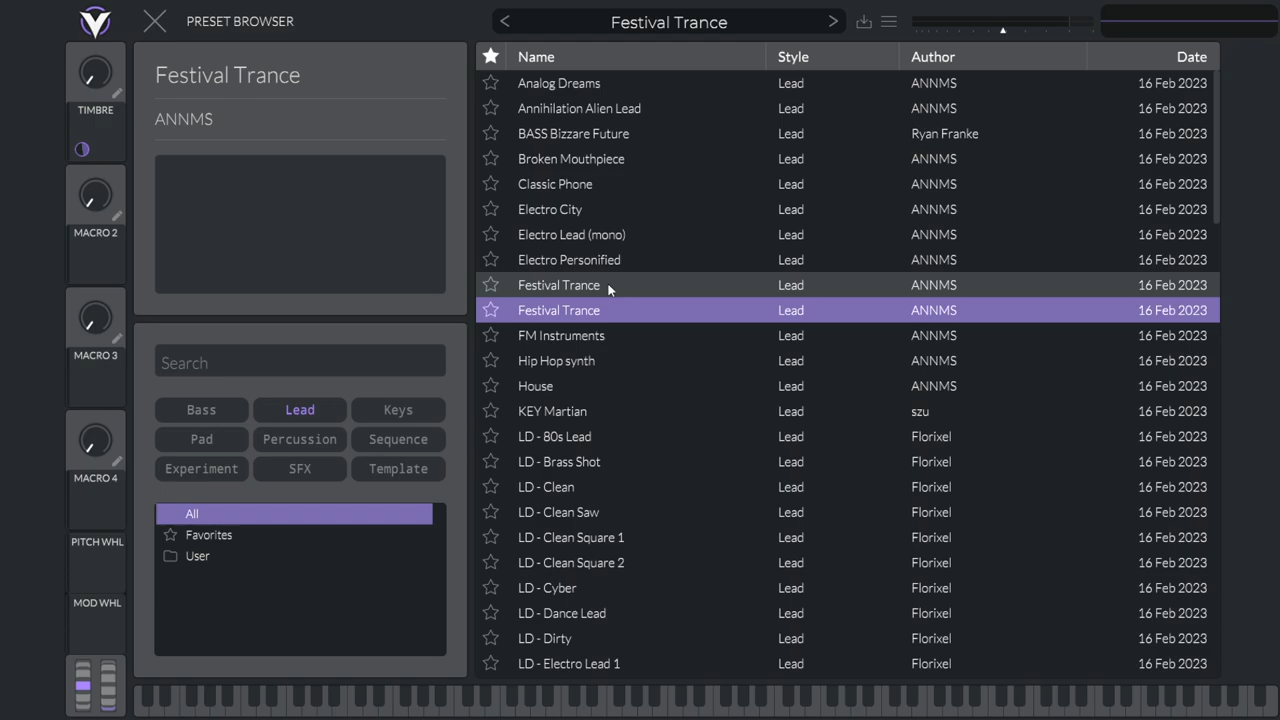 PRESET BROWSER
Festival Trance
TIMBRE
MACRO 2
MACRO 3
MACRO 4
PITCH WHL
MOD WHL
Festival Trance
ANNMS
Search
Bass Lead Keys
Pad Percussion Sequence
Experiment SFX Template
All
Favorites
User
Name Style Author Date
Analog Dreams Lead ANNMS 16 Feb 2023
Annihilation Alien Lead Lead ANNMS 16 Feb 2023
BASS Bizzare Future Lead Ryan Franke 16 Feb 2023
Broken Mouthpiece Lead ANNMS 16 Feb 2023
Classic Phone Lead ANNMS 16 Feb 2023
Electro City Lead ANNMS 16 Feb 2023
Electro Lead (mono) Lead ANNMS 16 Feb 2023
Electro Personified Lead ANNMS 16 Feb 2023
Festival Trance Lead ANNMS 16 Feb 2023
Festival Trance Lead ANNMS 16 Feb 2023
FM Instruments Lead ANNMS 16 Feb 2023
Hip Hop synth Lead ANNMS 16 Feb 2023
House Lead ANNMS 16 Feb 2023
KEY Martian Lead szu 16 Feb 2023
LD - 80s Lead Lead Florixel 16 Feb 2023
LD - Brass Shot Lead Florixel 16 Feb 2023
LD - Clean Lead Florixel 16 Feb 2023
LD - Clean Saw Lead Florixel 16 Feb 2023
LD - Clean Square 1 Lead Florixel 16 Feb 2023
LD - Clean Square 2 Lead Florixel 16 Feb 2023
LD - Cyber Lead Florixel 16 Feb 2023
LD - Dance Lead Lead Florixel 16 Feb 2023
LD - Dirty Lead Florixel 16 Feb 2023
LD - Electro Lead 1 Lead Florixel 16 Feb 2023